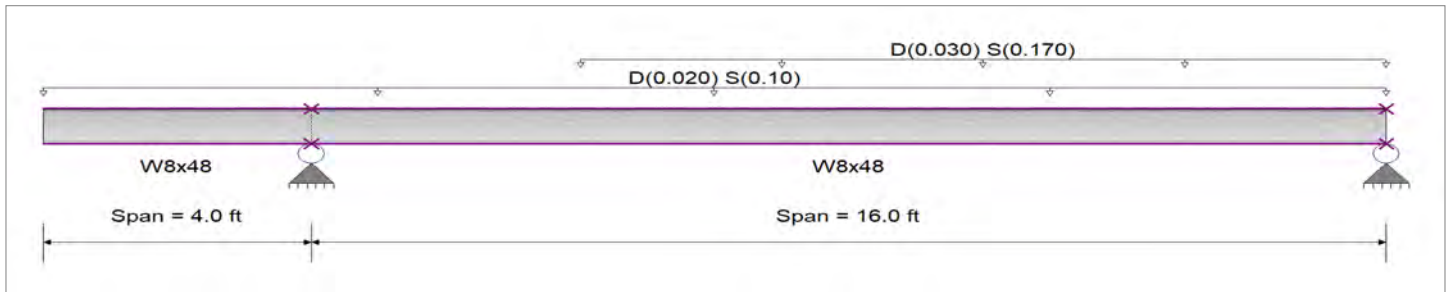 D(0.030) S(0.170)
D(0.020) S(0.10)
W8x48 W8x48
Span = 4.0 ft Span = 16.0 ft